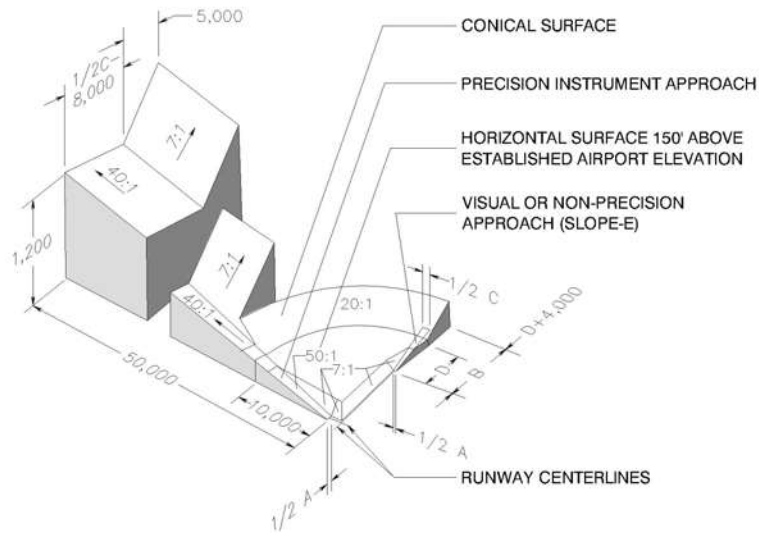 5,000
CONICAL SURFACE
1/2C-
8,000
PRECISION INSTRUMENT APPROACH
7:1
HORIZONTAL SURFACE 150' ABOVE
ESTABLISHED AIRPORT ELEVATION
40:1
VISUAL OR NON-PRECISION
APPROACH (SLOPE-E)
1,200
7:1
1/2 C
40:1
20:1
D+4,000
50:1
7:1
D
B
50,000
10,000
1/2 A
RUNWAY CENTERLINES
1/2 A